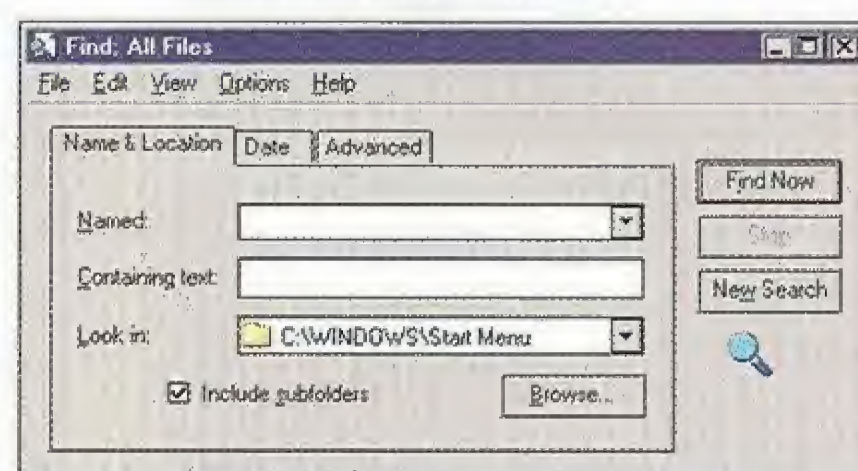 Find: All Files
File Edit View Options Help
Name & Location Date Advanced
Find Now
Named:
Stop
Containing text:
New Search
Look in: C:\WINDOWS\Start Menu
Include subfolders Browse...